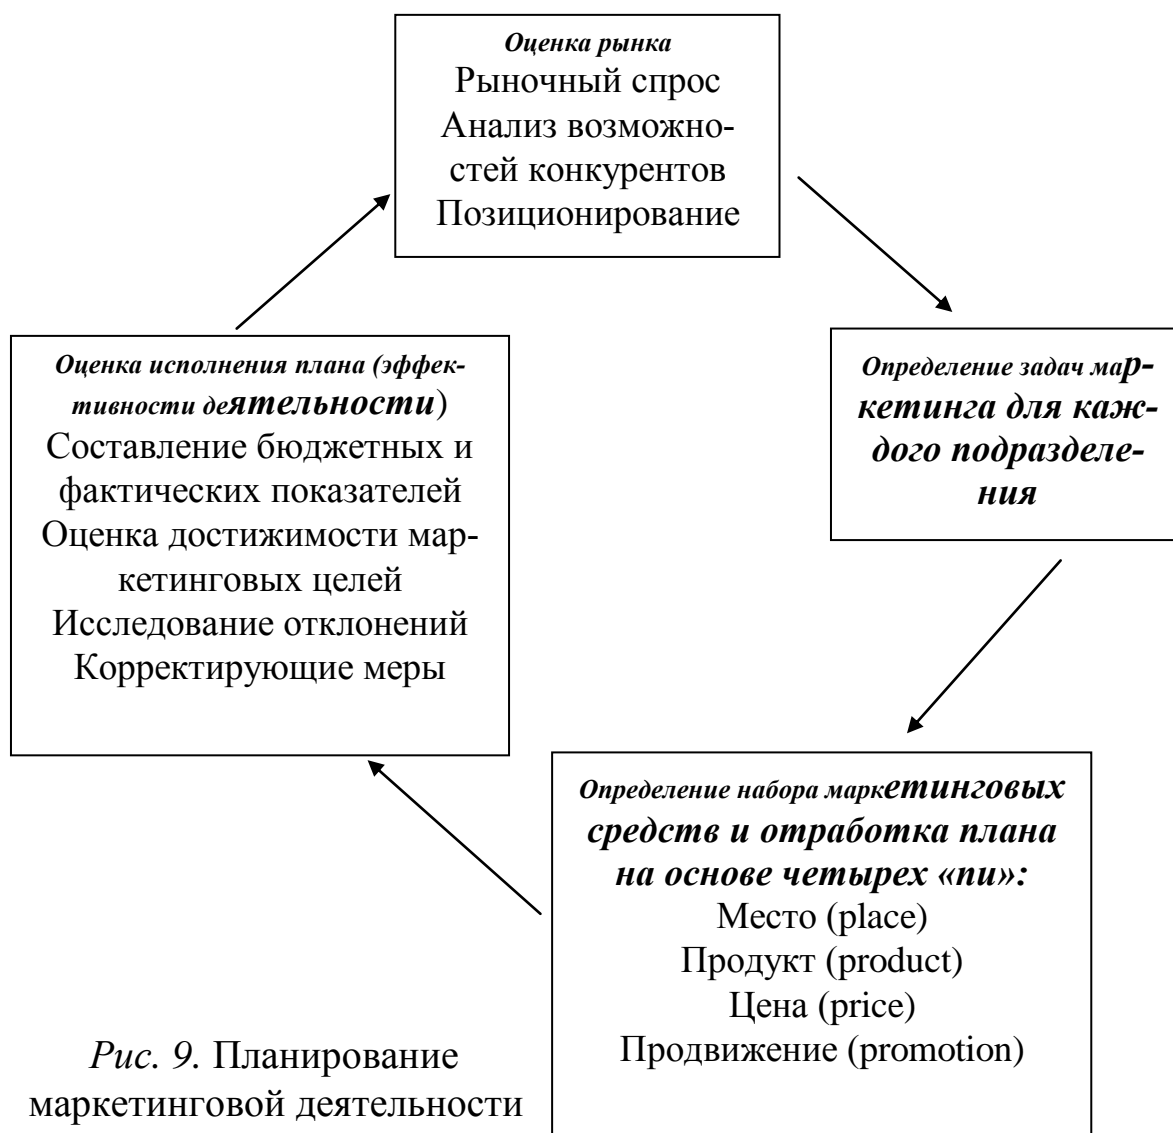 Оценка рынка
Рыночный спрос
Анализ возможно-
стей конкурентов
Позиционирование
Определение задач мар-
кетинга для каж-
дого подразделе-
ния
Определение набора маркетинговых
средств и отработка плана
на основе четырех «пи»:
Место (place)
Продукт (product)
Цена (price)
Продвижение (promotion)
Оценка исполнения плана (эффек-
тивности деятельности)
Составление бюджетных и
фактических показателей
Оценка достижимости мар-
кетинговых целей
Исследование отклонений
Корректирующие меры
Рис. 9. Планирование
маркетинговой деятельности